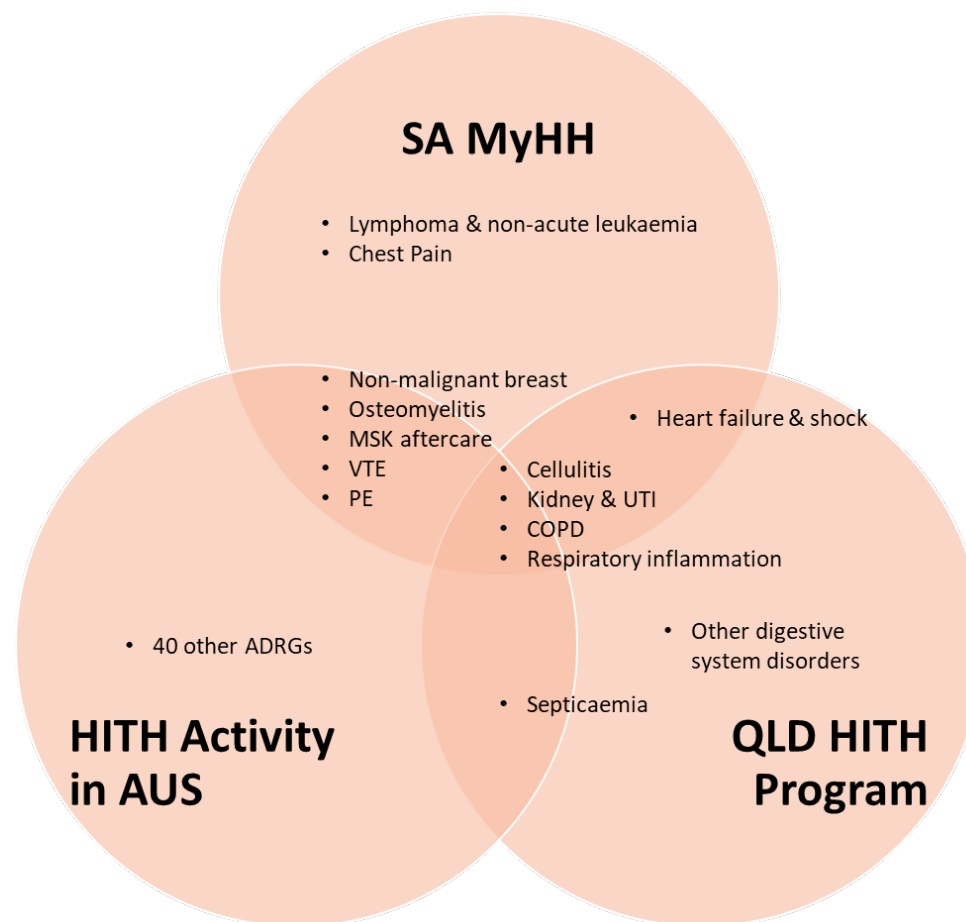 SA MyHH
• Lymphoma & non-acute leukaemia
• Chest Pain
• Non-malignant breast
• Osteomyelitis
• MSK aftercare
• VTE
• PE
• Heart failure & shock
• Cellitis
• Kidney & UTI
• COPD
• Respiratory inflammation
• 40 other ADRGs
• Other digestive
system disorders
• Septicaemia
HITH Activity
in AUS
QLD HITH
Program